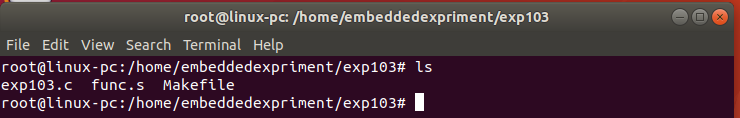 root@linux-pc: /home/embeddedexpriment/exp103
File Edit View Search Terminal Help
root@linux-pc:/home/embeddedexpriment/exp103# ls
exp103.c func.s Makefile
root@linux-pc:/home/embeddedexpriment/exp103#